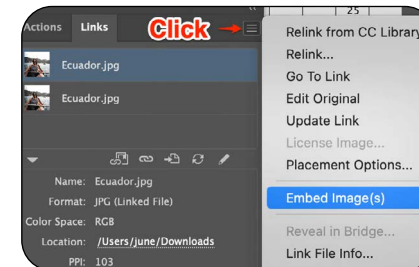 25
Actions Links Click
Ecuador.jpg
Ecuador.jpg
Name: Ecuador.jpg
Format: JPG (Linked File)
Color Space: RGB
Location: /Users/june/Downloads
PPI: 103
Relink from CC Library
Relink...
Go To Link
Edit Original
Update Link
License Image...
Placement Options...
Embed Image(s)
Reveal in Bridge...
Link File Info...